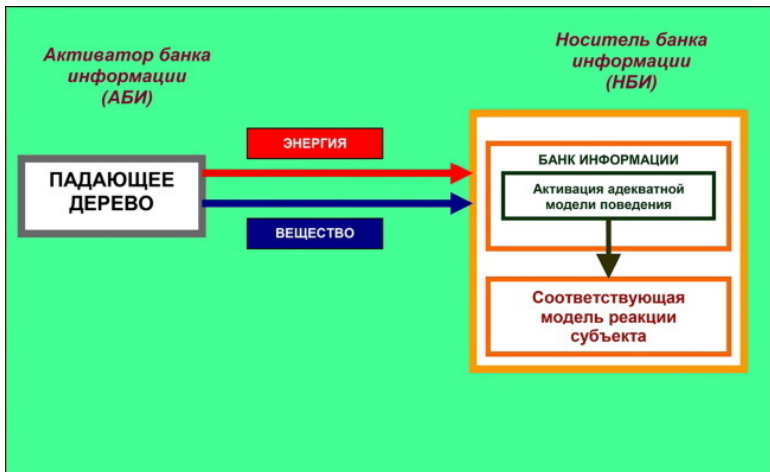 Активатор банка
информации
(АБИ)
Носитель банка
информации
(НБИ)
ЭНЕРГИЯ
ПАДАЮЩЕЕ
ДЕРЕВО
ВЕЩЕСТВО
БАНК ИНФОРМАЦИИ
Активация адекватной
модели поведения
Соответствующая
модель реакции
субъекта